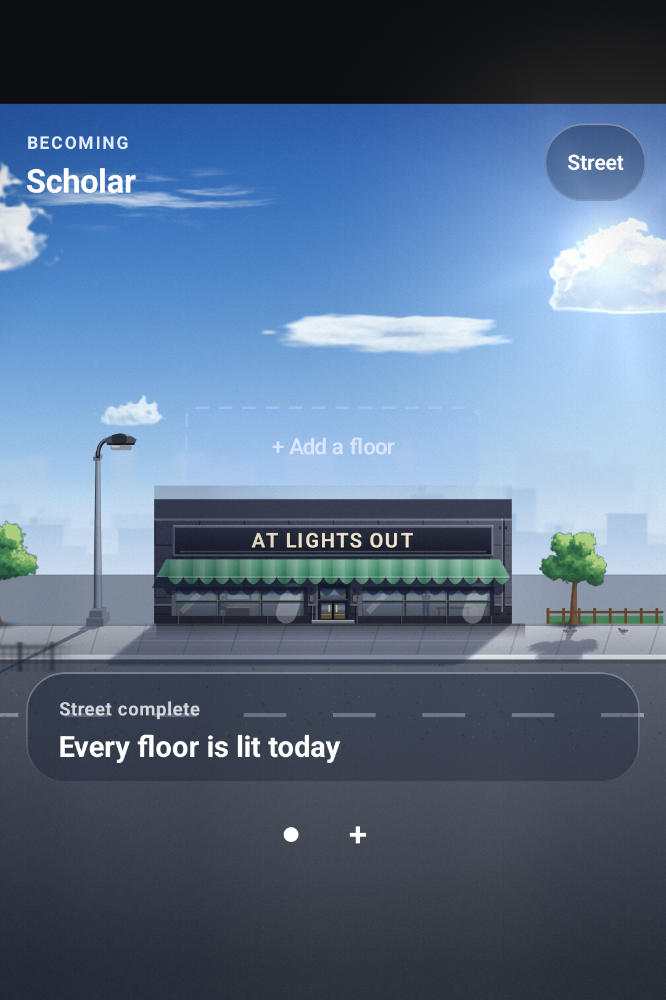 BECOMING
Scholar
Street
+ Add a floor
AT LIGHTS OUT
Street complete
Every floor is lit today
+